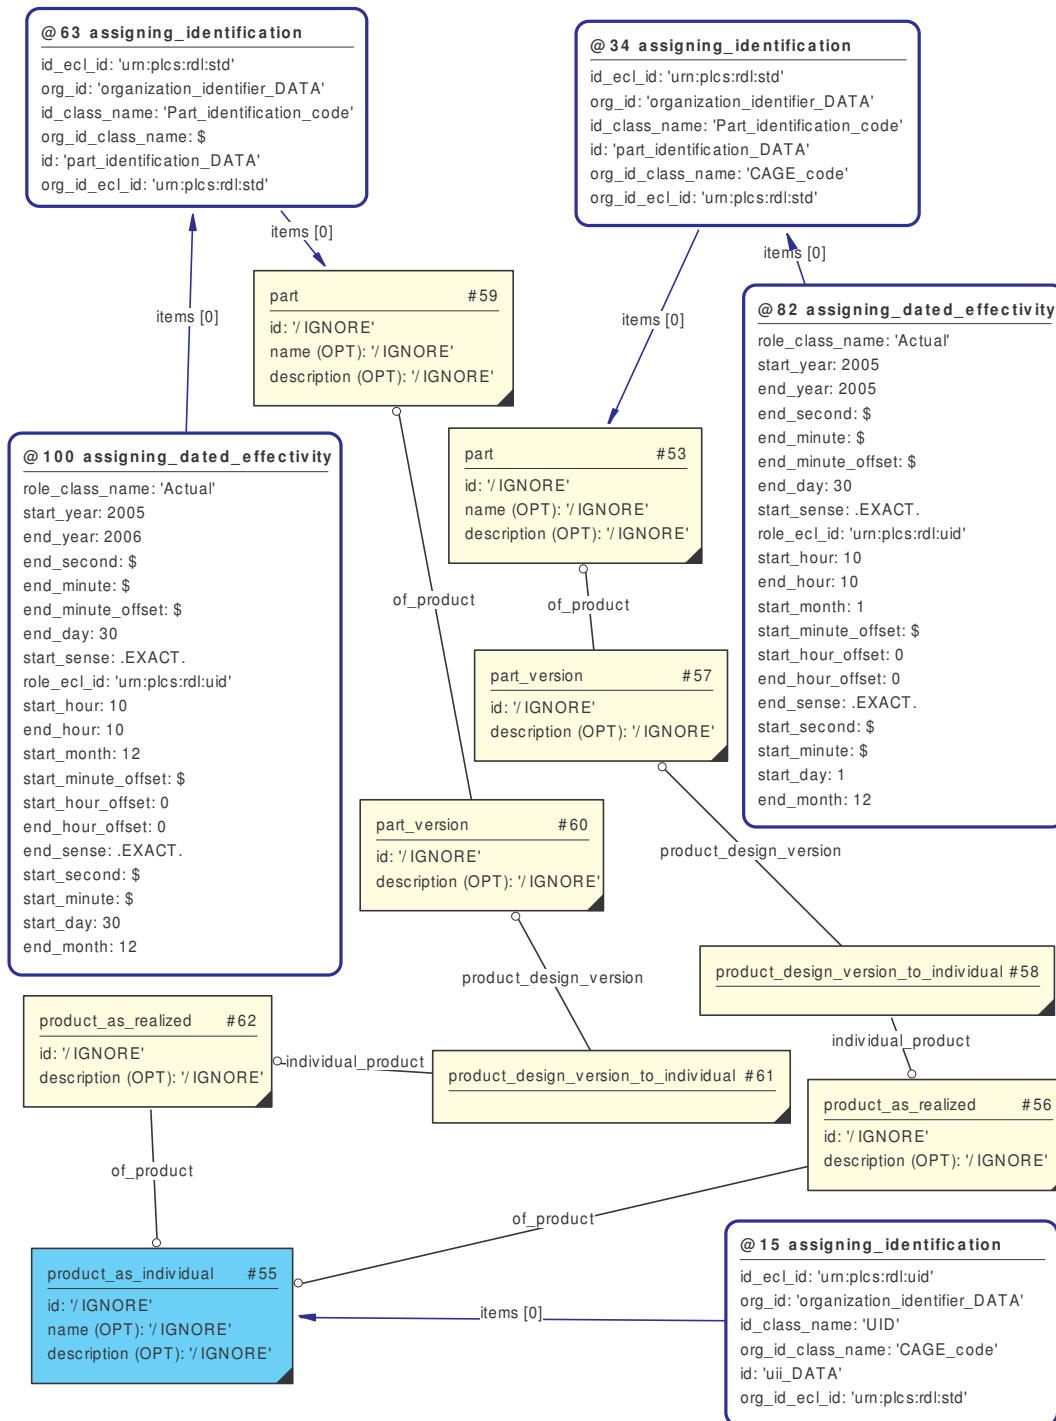 @63 assigning_identification
id_ecl_id: 'urn:plcs:rdl:std'
org_id: 'organization_identifier_DATA'
id_class_name: 'Part_identification_code'
org_id_class_name: $
id: 'part_identification_DATA'
org_id_ecl_id: 'urn:plcs:rdl:std'
@34 assigning_identification
id_ecl_id: 'urn:plcs:rdl:std'
org_id: 'organization_identifier_DATA'
id_class_name: 'Part_identification_code'
id: 'part_identification_DATA'
org_id_class_name: 'CAGE_code'
org_id_ecl_id: 'urn:plcs:rdl:std'
items [0]
items [0]
items [0]
items [0]
part #59
id: '/IGNORE'
name (OPT): '/IGNORE'
description (OPT): '/IGNORE'
@82 assigning_dated_effectivity
role_class_name: 'Actual'
start_year: 2005
end_year: 2005
end_second: $
end_minute: $
end_minute_offset: $
end_day: 30
start_sense: .EXACT.
role_ecl_id: 'urn:plcs:rdl:uid'
start_hour: 10
end_hour: 10
start_month: 1
start_minute_offset: $
start_hour_offset: 0
end_hour_offset: 0
end_sense: .EXACT.
start_second: $
start_minute: $
start_day: 1
end_month: 12
@100 assigning_dated_effectivity
role_class_name: 'Actual'
start_year: 2005
end_year: 2006
end_second: $
end_minute: $
end_minute_offset: $
end_day: 30
start_sense: .EXACT.
role_ecl_id: 'urn:plcs:rdl:uid'
start_hour: 10
end_hour: 10
start_month: 12
start_minute_offset: $
start_hour_offset: 0
end_hour_offset: 0
end_sense: .EXACT.
start_second: $
start_minute: $
start_day: 30
end_month: 12
part #53
id: '/IGNORE'
name (OPT): '/IGNORE'
description (OPT): '/IGNORE'
of_product
of_product
part_version #57
id: '/IGNORE'
description (OPT): '/IGNORE'
part_version #60
id: '/IGNORE'
description (OPT): '/IGNORE'
product_design_version
product_design_version
product_design_version_to_individual #58
product_as_realized #62
id: '/IGNORE'
description (OPT): '/IGNORE'
individual_product
product_design_version_to_individual #61
individual_product
product_as_realized #56
id: '/IGNORE'
description (OPT): '/IGNORE'
of_product
of_product
product_as_individual #55
id: '/IGNORE'
name (OPT): '/IGNORE'
description (OPT): '/IGNORE'
items [0]
@15 assigning_identification
id_ecl_id: 'urn:plcs:rdl:uid'
org_id: 'organization_identifier_DATA'
id_class_name: 'UID'
org_id_class_name: 'CAGE_code'
id: 'uii_DATA'
org_id_ecl_id: 'urn:plcs:rdl:std'